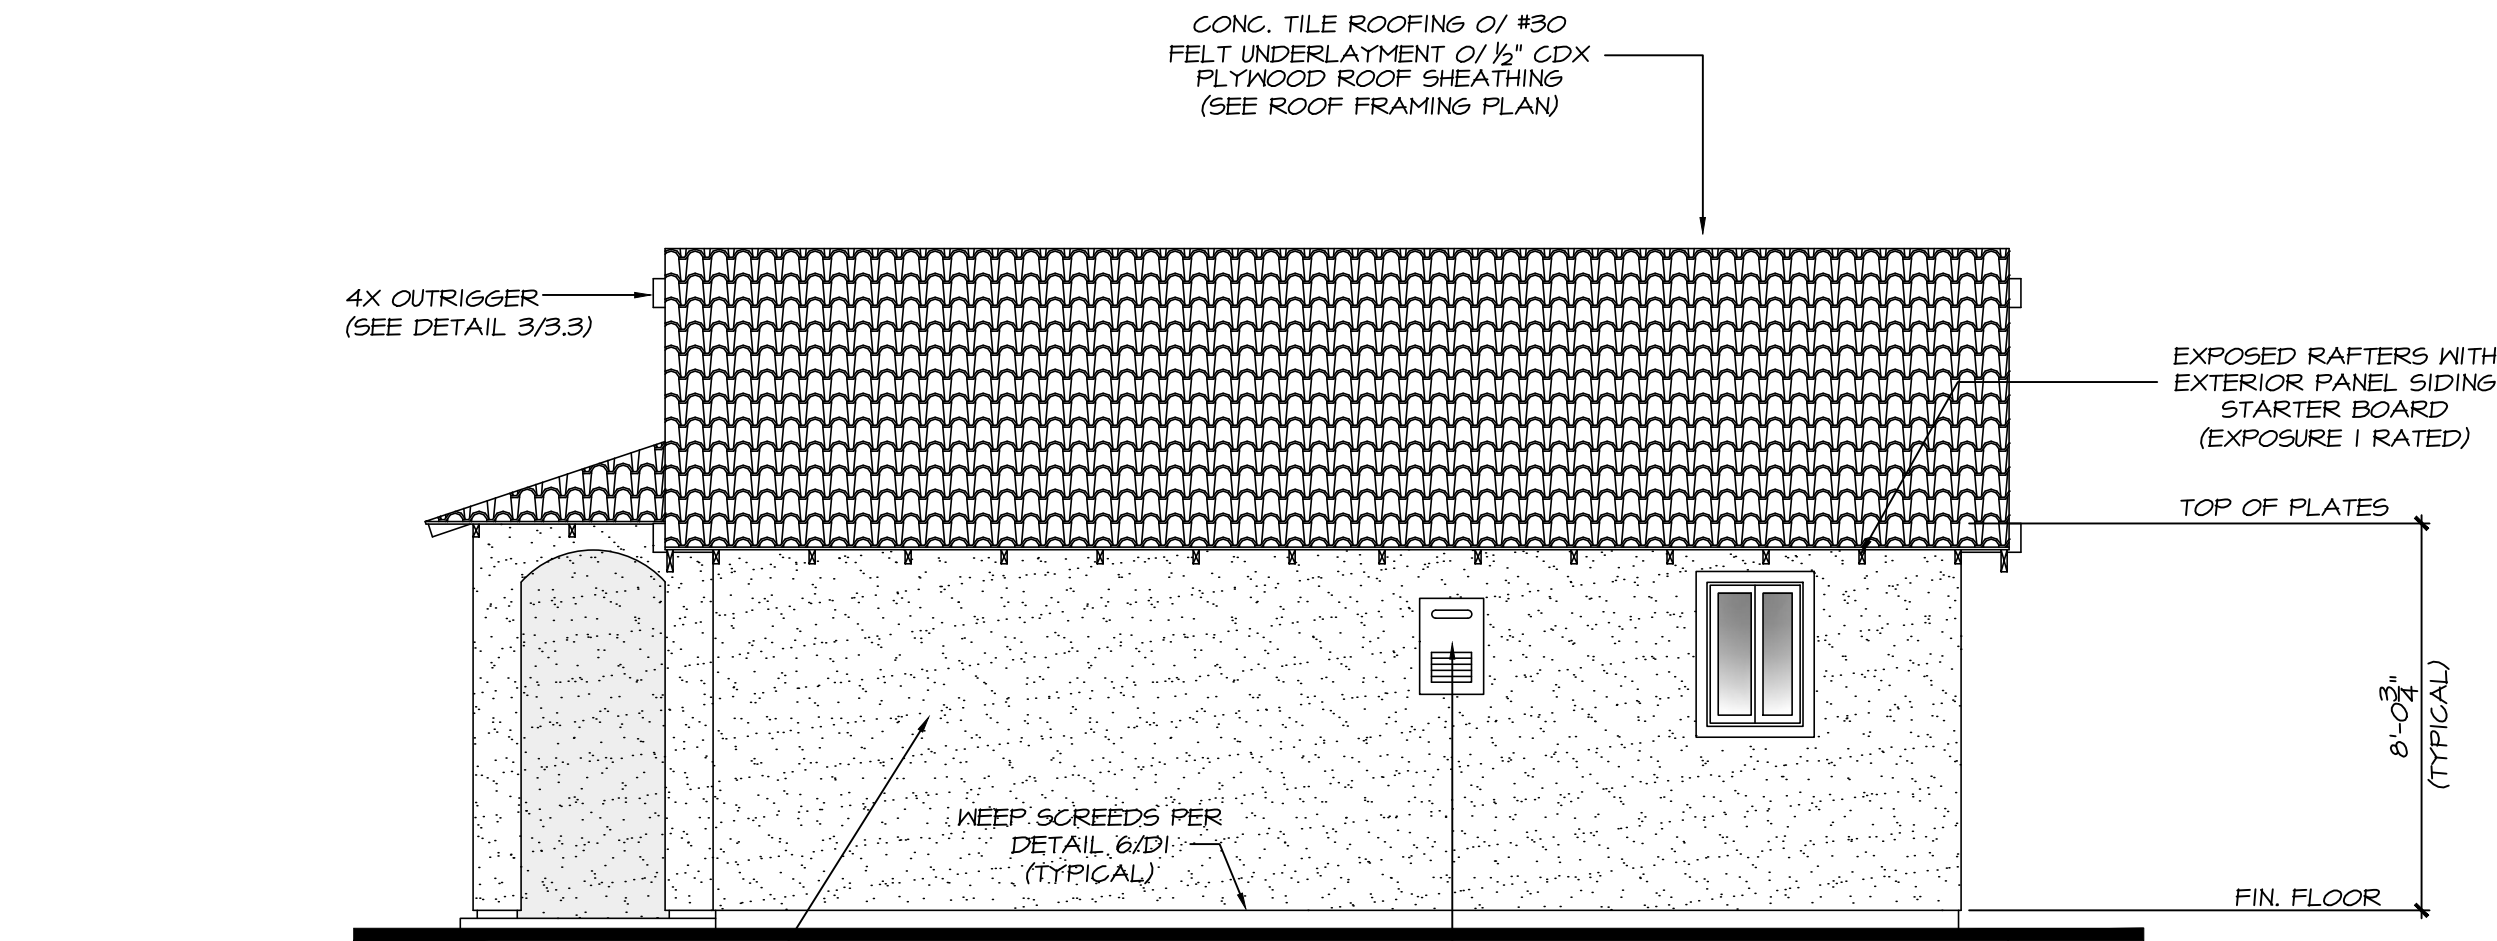 CONC. TILE ROOFING O/ #30
FELT UNDERLAYMENT O/ ½" CDX
PLYWOOD ROOF SHEATHING
(SEE ROOF FRAMING PLAN)
4X OUTRIGGER
(SEE DETAIL 3/3.3)
EXPOSED RAFTERS WITH
EXTERIOR PANEL SIDING
STARTER BOARD
(EXPOSURE 1 RATED)
TOP OF PLATES
8'-0¾"
(TYPICAL)
WEEP SCREEDS PER
DETAIL 6/D1
(TYPICAL)
FIN. FLOOR